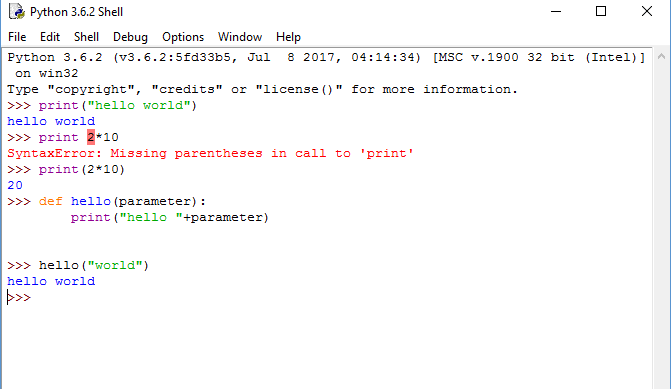 Python 3.6.2 Shell
File Edit Shell Debug Options Window Help
Python 3.6.2 (v3.6.2:5fd33b5, Jul  8 2017, 04:14:34) [MSC v.1900 32 bit (Intel)]
 on win32
Type "copyright", "credits" or "license()" for more information.
>>> print("hello world")
hello world
>>> print 2*10
SyntaxError: Missing parentheses in call to 'print'
>>> print(2*10)
20
>>> def hello(parameter):
        print("hello "+parameter)
>>> hello("world")
hello world
>>>